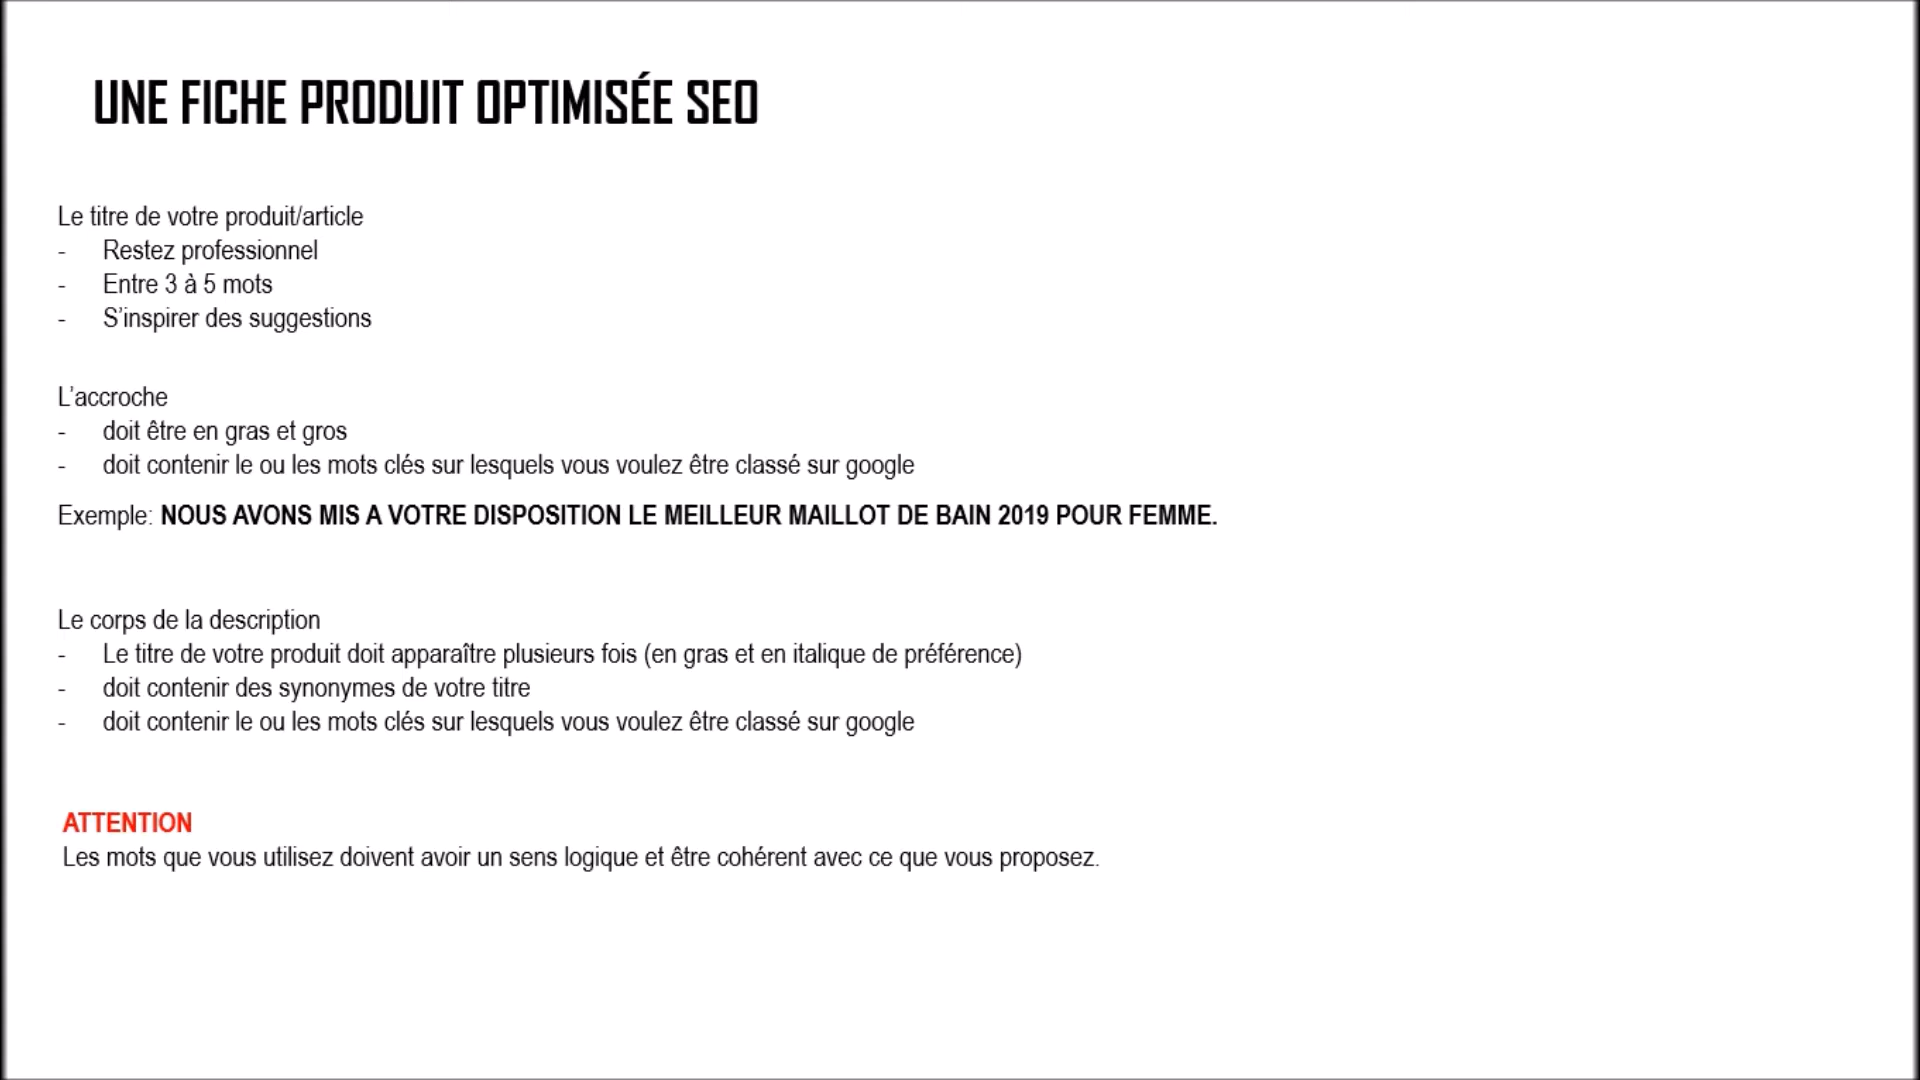 UNE FICHE PRODUIT OPTIMISÉE SEO
Le titre de votre produit/article
- Restez professionnel
- Entre 3 à 5 mots
- S’inspirer des suggestions
L’accroche
- doit être en gras et gros
- doit contenir le ou les mots clés sur lesquels vous voulez être classé sur google
Exemple: NOUS AVONS MIS A VOTRE DISPOSITION LE MEILLEUR MAILLOT DE BAIN 2019 POUR FEMME.
Le corps de la description
- Le titre de votre produit doit apparaître plusieurs fois (en gras et en italique de préférence)
- doit contenir des synonymes de votre titre
- doit contenir le ou les mots clés sur lesquels vous voulez être classé sur google
ATTENTION
Les mots que vous utilisez doivent avoir un sens logique et être cohérent avec ce que vous proposez.